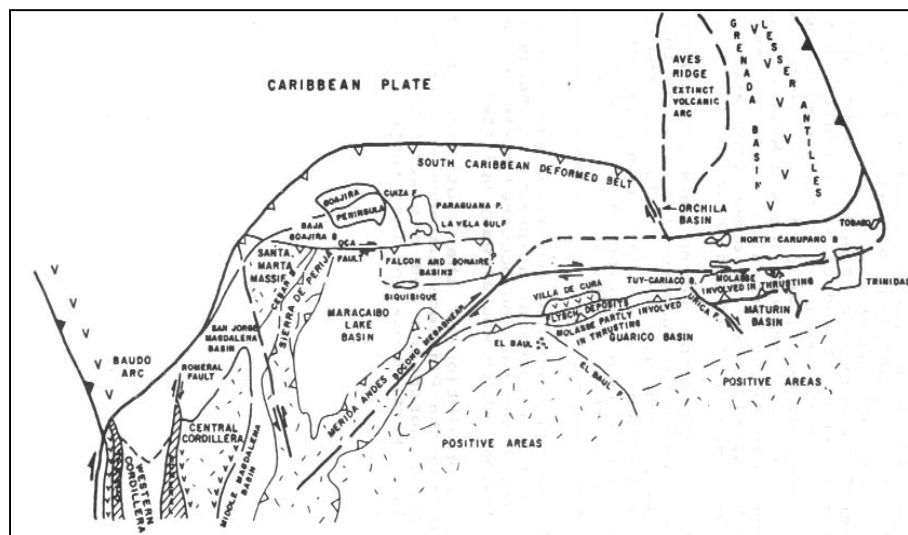 CARIBBEAN PLATE
AVES
RIDGE
EXTINCT
VOLCANIC
ARC
GRENADA BASIN
LESSER ANTILLES
SOUTH CARIBBEAN DEFORMED BELT
ORCHILA
BASIN
GOAJIRA
PENINSULA
CUIZA F.
PARAGUANA P.
LA VELA GULF
BAJA
GOAJIRA B
OCA
FAULT
FALCON AND BONAIRE
BASINS
SIQUISIQUE
TOBAGO
NORTH CARUPANO B
TRINIDAD
TUY-CARIACO B.
MOLASSE
INVOLVED IN THRUSTING
URICA F.
MATURIN
BASIN
VILLA DE CURA
FLYSCH DEPOSITS
MOLASSE PARTLY INVOLVED
IN THRUSTING
GUARICO BASIN
EL BAUL
EL BAUL F.
POSITIVE AREAS
POSITIVE AREAS
SANTA
MARTA
MASSIF
CESAR B
SIERRA DE PERIJA
MARACAIBO
LAKE
BASIN
MERIDA ANDES BOCONO MEGASHEAR
SAN JORGE
MAGDALENA
BASIN
BAUDO
ARC
ROMERAL
FAULT
CENTRAL
CORDILLERA
MIDDLE MAGDALENA
BASIN
WESTERN
CORDILLERA